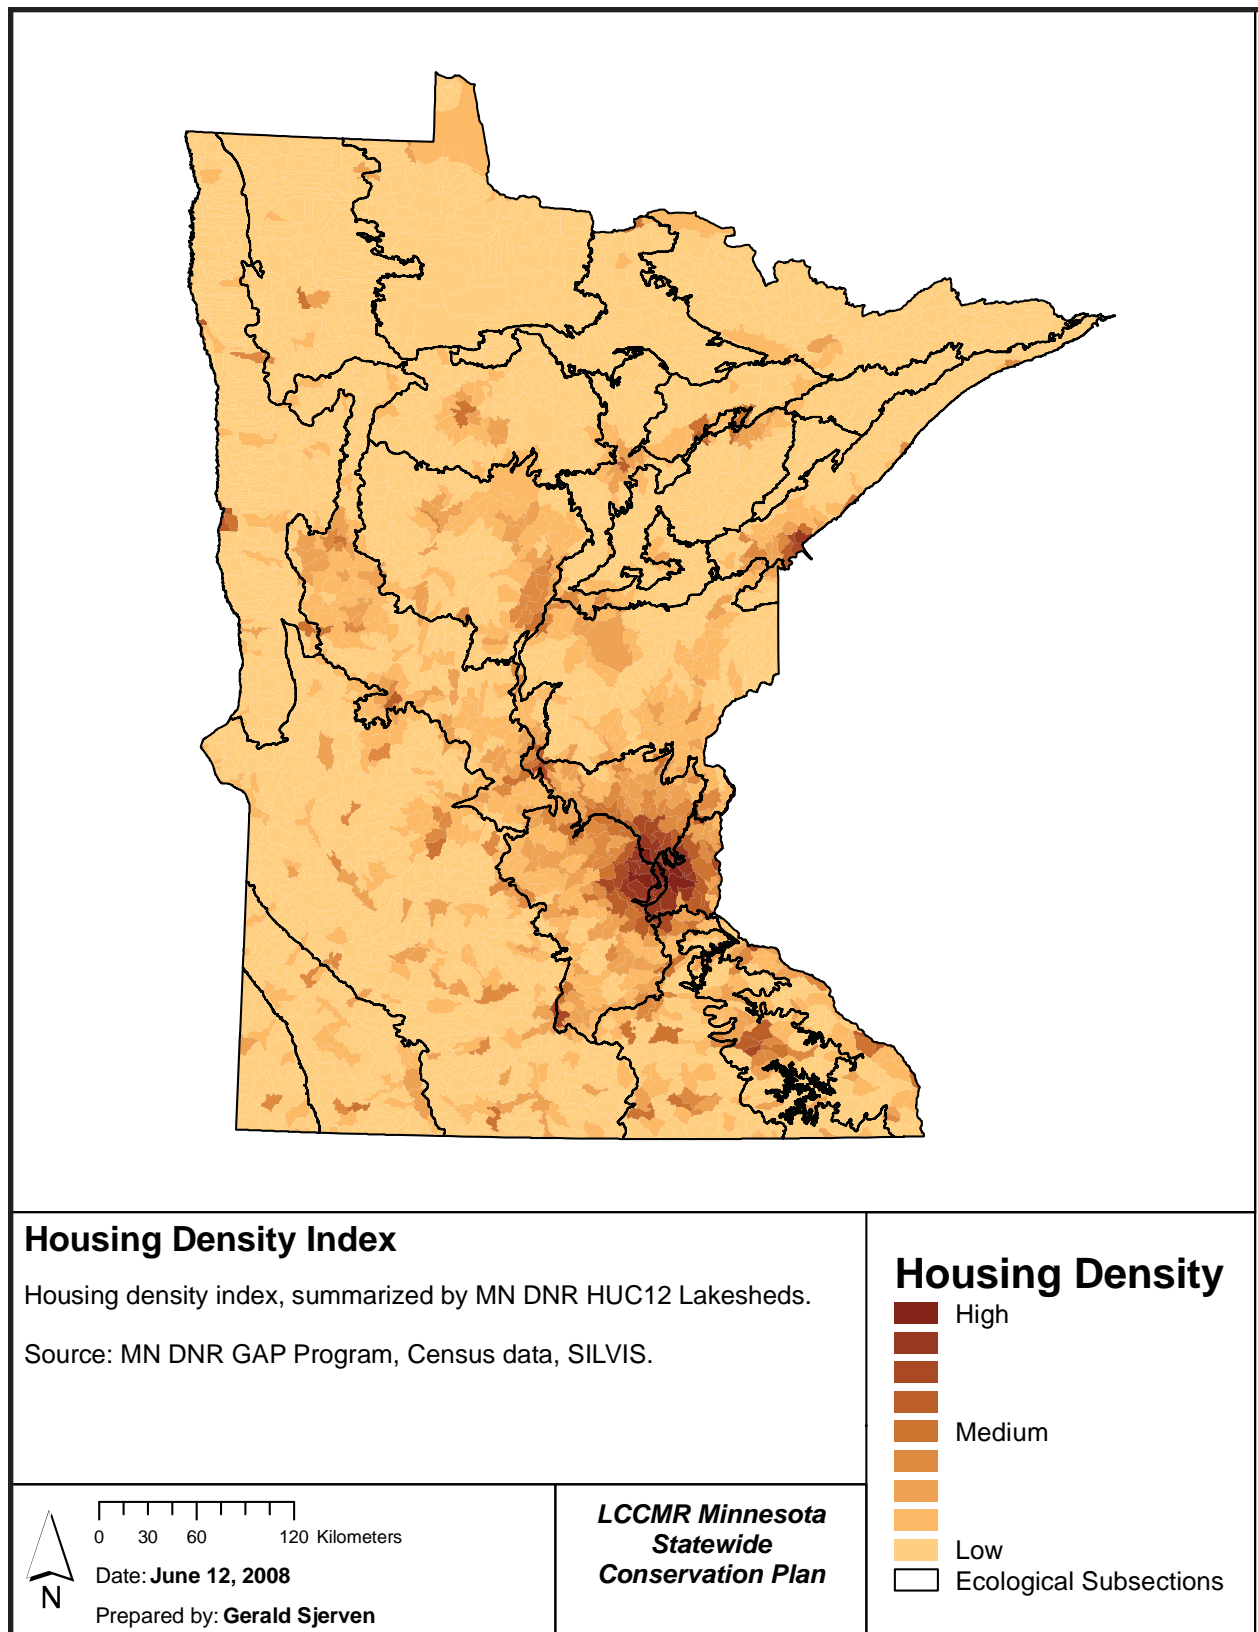 Housing Density Index
Housing density index, summarized by MN DNR HUC12 Lakesheds.
Source: MN DNR GAP Program, Census data, SILVIS.
Housing Density
High
Medium
Low
Ecological Subsections
0 30 60 120 Kilometers
N
Date: June 12, 2008
Prepared by: Gerald Sjerven
LCCMR Minnesota
Statewide
Conservation Plan